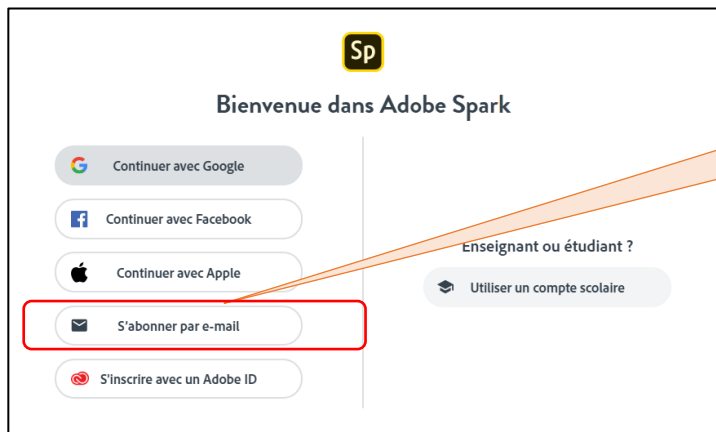 Sp
Bienvenue dans Adobe Spark
Continuer avec Google
Continuer avec Facebook
Continuer avec Apple
S'abonner par e-mail
S'inscrire avec un Adobe ID
Enseignant ou étudiant ?
Utiliser un compte scolaire